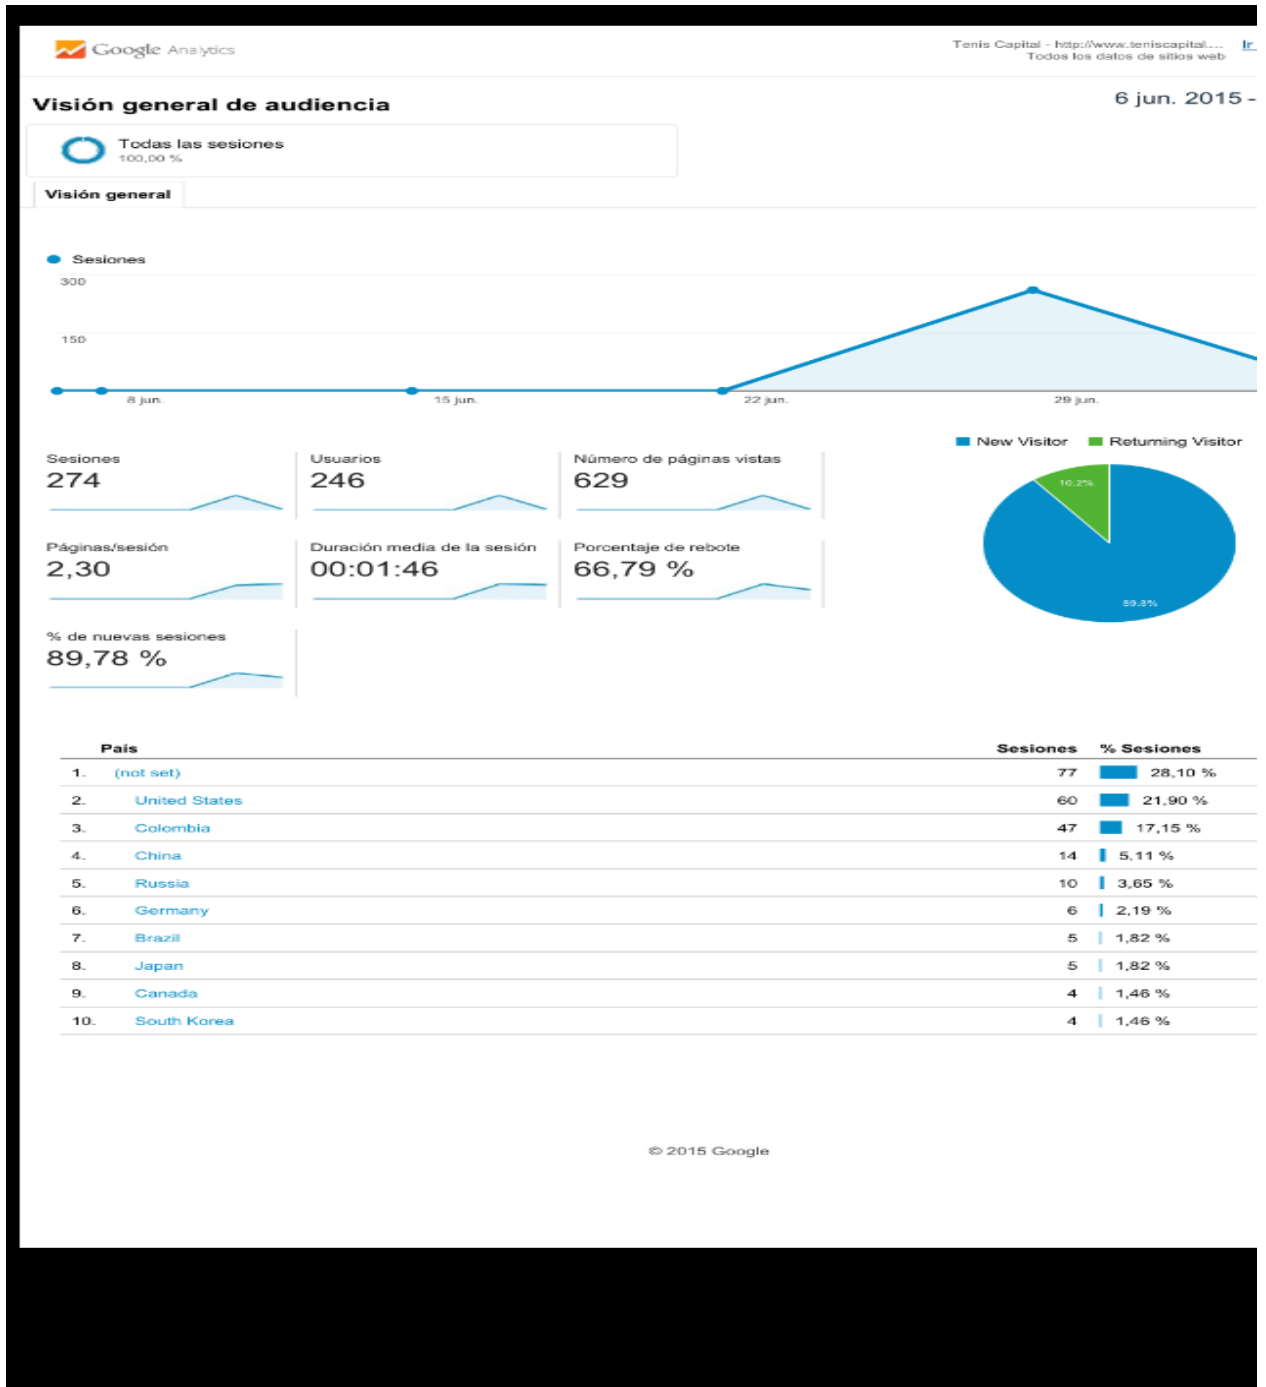 Google Analytics
Tenis Capital - http://www.teniscapital.... Ir
Todos los datos de sitios web
Visión general de audiencia
6 jun. 2015 -
Todas las sesiones
100,00 %
Visión general
Sesiones
300
150
8 jun. 15 jun. 22 jun. 29 jun.
New Visitor Returning Visitor
10.2%
89.8%
Sesiones Usuarios Número de páginas vistas
274 246 629
Páginas/sesión Duración media de la sesión Porcentaje de rebote
2,30 00:01:46 66,79 %
% de nuevas sesiones
89,78 %
País Sesiones % Sesiones
1. (not set) 77 28,10 %
2. United States 60 21,90 %
3. Colombia 47 17,15 %
4. China 14 5,11 %
5. Russia 10 3,65 %
6. Germany 6 2,19 %
7. Brazil 5 1,82 %
8. Japan 5 1,82 %
9. Canada 4 1,46 %
10. South Korea 4 1,46 %
© 2015 Google